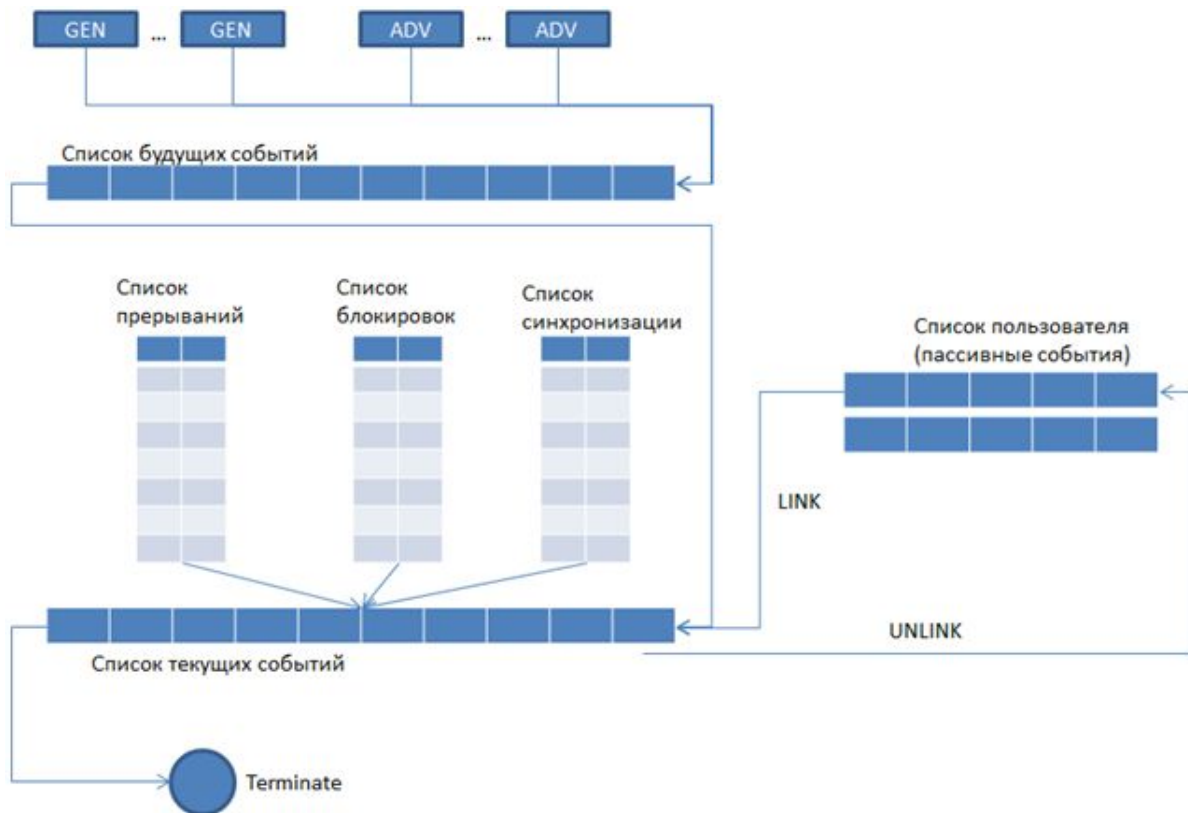 GEN ... GEN ADV ... ADV
Список будущих событий
Список
прерываний
Список
блокировок
Список
синхронизации
Список пользователя
(пассивные события)
LINK
UNLINK
Список текущих событий
Terminate